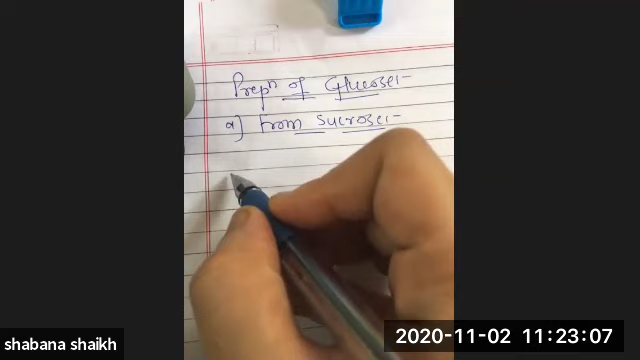 Prepn of Glucose:-
a] From Sucrose:-
shabana shaikh
2020-11-02 11:23:07